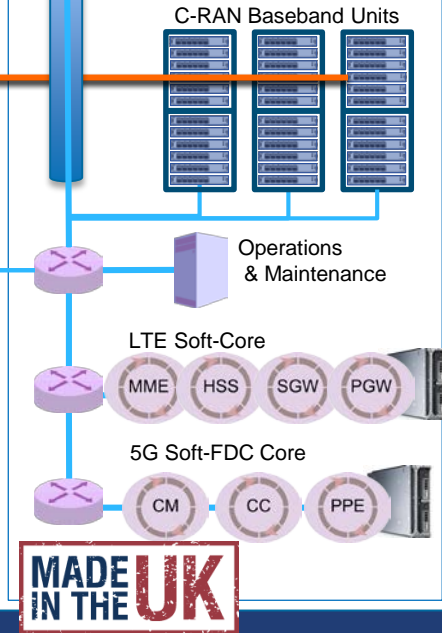 C-RAN Baseband Units
Operations
& Maintenance
LTE Soft-Core
MME HSS SGW PGW
5G Soft-FDC Core
CM CC PPE
MADE
IN THE UK